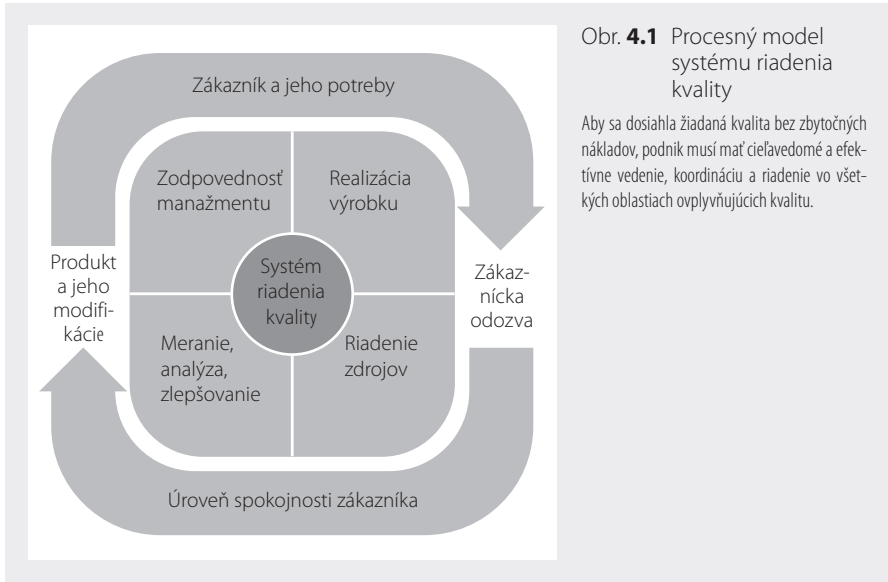 Obr. 4.1 Procesný model
systému riadenia
kvality
Aby sa dosiahla žiadaná kvalita bez zbytočných
nákladov, podnik musí mať cieľavedomé a efek-
tívne vedenie, koordináciu a riadenie vo všet-
kých oblastiach ovplyvňujúcich kvalitu.
Zákazník a jeho potreby
Zodpovednosť
manažmentu
Realizácia
výrobku
Produkt
a jeho
modifi-
kácie
Systém
riadenia
kvality
Zákaz-
nícka
odozva
Meranie,
analýza,
zlepšovanie
Riadenie
zdrojov
Úroveň spokojnosti zákazníka